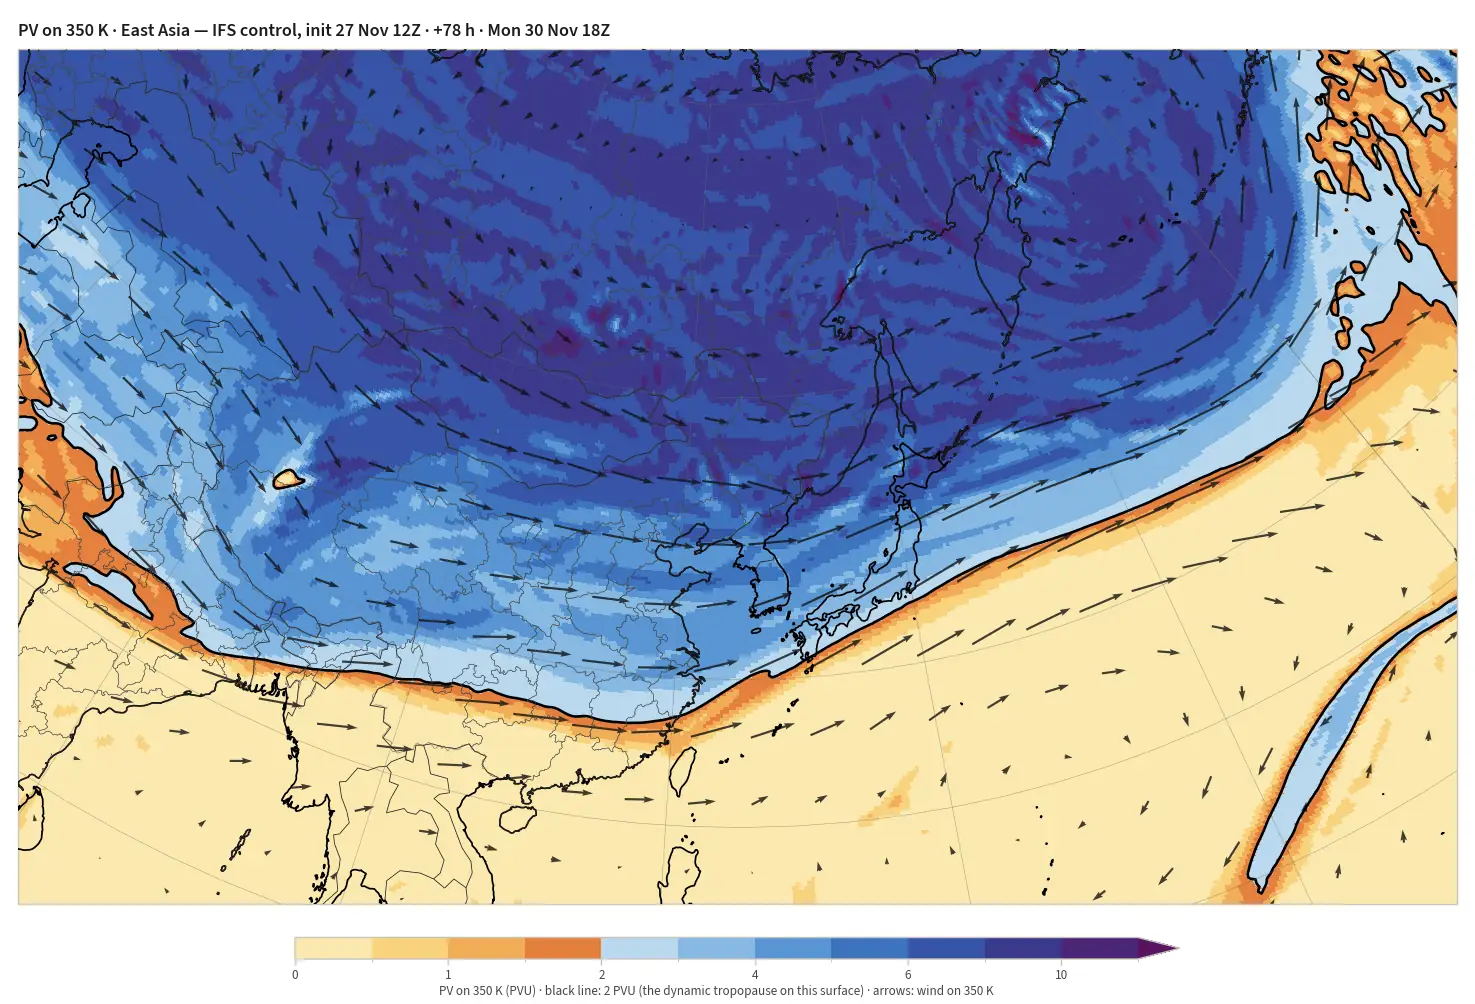 PV on 350 K · East Asia — IFS control, init 27 Nov 12Z · +78 h · Mon 30 Nov 18Z
0 1 2 4 6 10
PV on 350 K (PVU) · black line: 2 PVU (the dynamic tropopause on this surface) · arrows: wind on 350 K